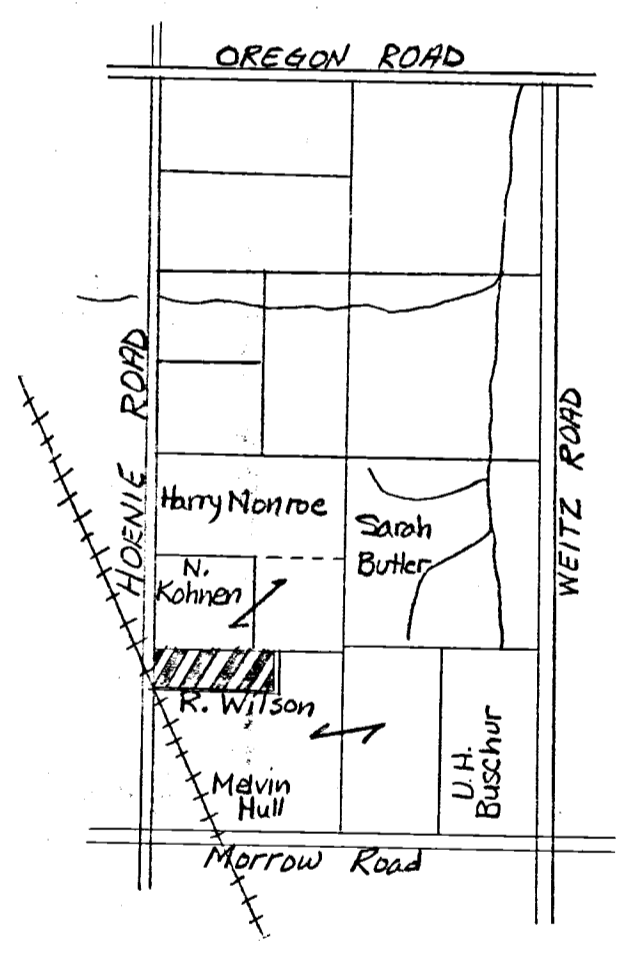 OREGON ROAD
HOENIE ROAD
WEITZ ROAD
Harry Monroe
Sarah
Butler
N.
Kohnen
R. Wilson
Melvin
Hull
U.H.
Buschur
Morrow Road